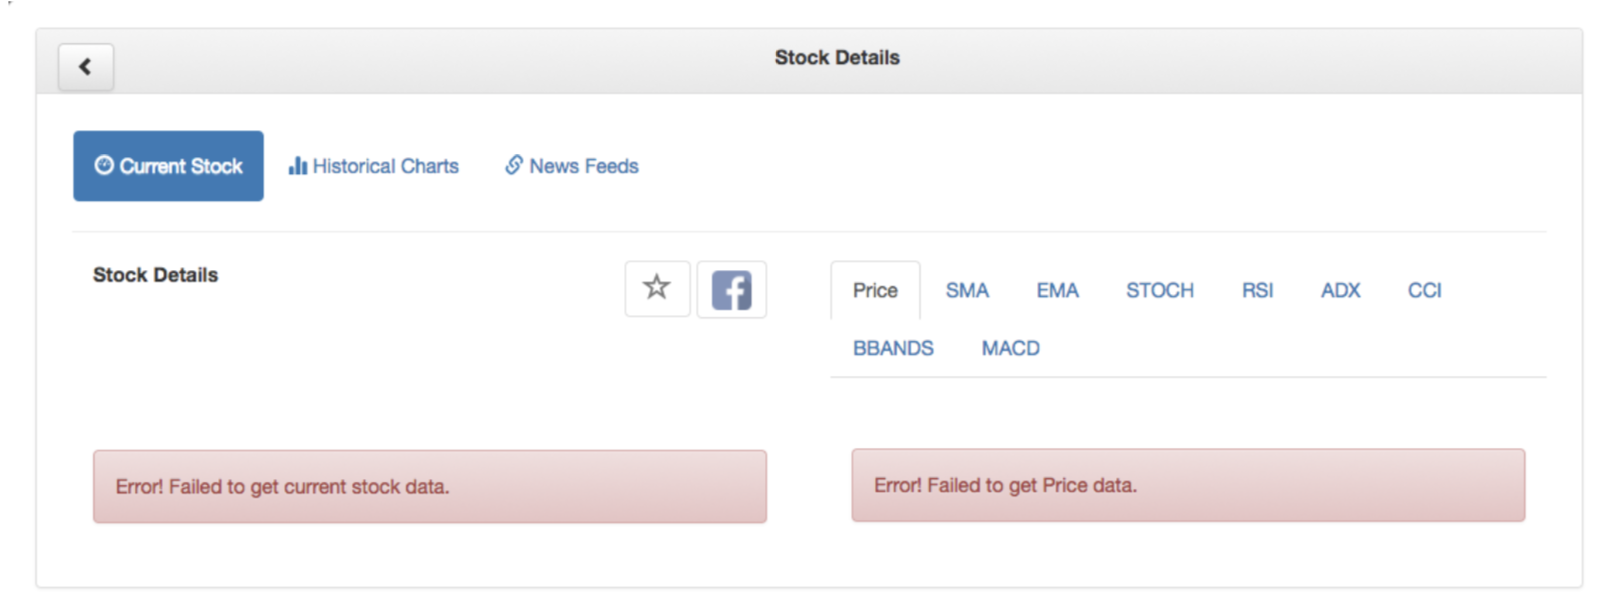 Stock Details
Current Stock
Historical Charts
News Feeds
Stock Details
Price SMA EMA STOCH RSI ADX CCI
BBANDS MACD
Error! Failed to get current stock data.
Error! Failed to get Price data.